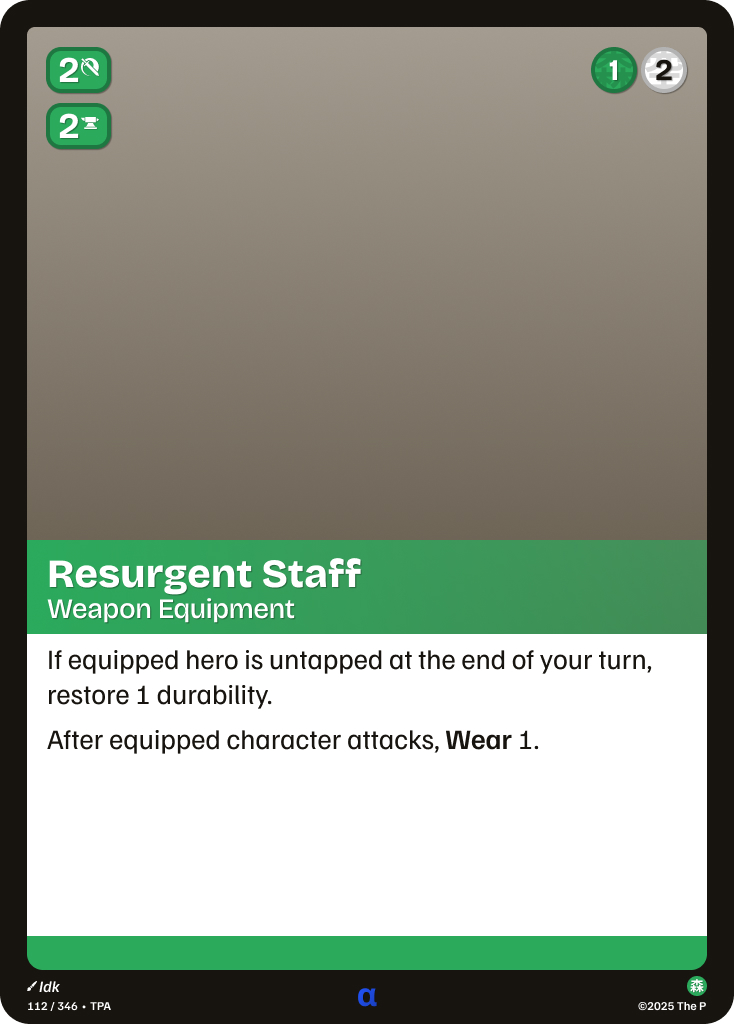 2
1 2
2
Resurgent Staff
Weapon Equipment
If equipped hero is untapped at the end of your turn,
restore 1 durability.
After equipped character attacks, Wear 1.
Idk
α
森
112 / 346 • TPA
©2025 The P